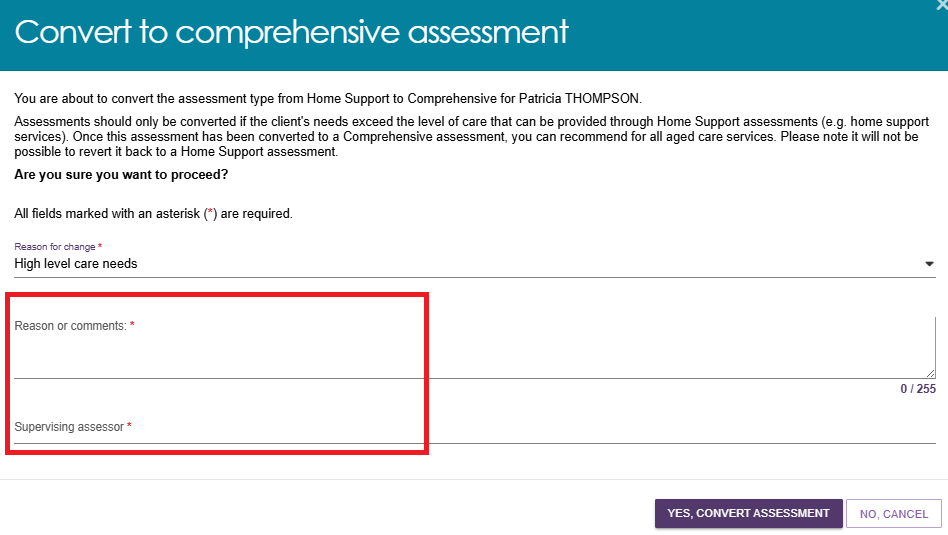 Convert to comprehensive assessment
You are about to convert the assessment type from Home Support to Comprehensive for Patricia THOMPSON.
Assessments should only be converted if the client's needs exceed the level of care that can be provided through Home Support assessments (e.g. home support
services). Once this assessment has been converted to a Comprehensive assessment, you can recommend for all aged care services. Please note it will not be
possible to revert it back to a Home Support assessment.
Are you sure you want to proceed?
All fields marked with an asterisk (*) are required.
Reason for change *
High level care needs
Reason or comments: *
0 / 255
Supervising assessor *
YES, CONVERT ASSESSMENT
NO, CANCEL